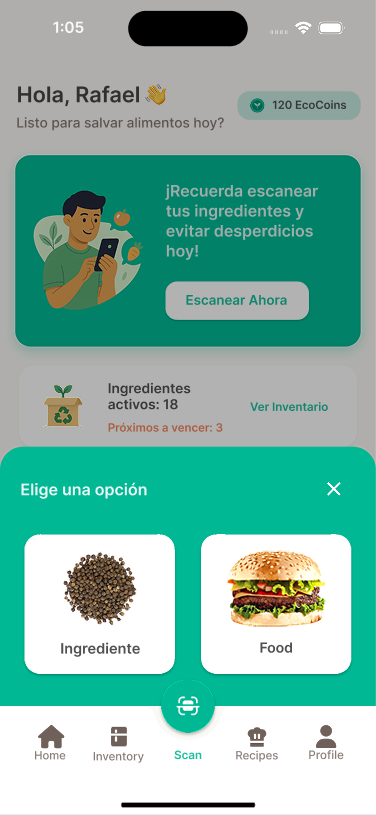 1:05
Hola, Rafael 👋
Listo para salvar alimentos hoy?
120 EcoCoins
¡Recuerda escanear
tus ingredientes y
evitar desperdicios
hoy!
Escanear Ahora
Ingredientes
activos: 18
Próximos a vencer: 3
Ver Inventario
Elige una opción
Ingrediente
Food
Home
Inventory
Scan
Recipes
Profile